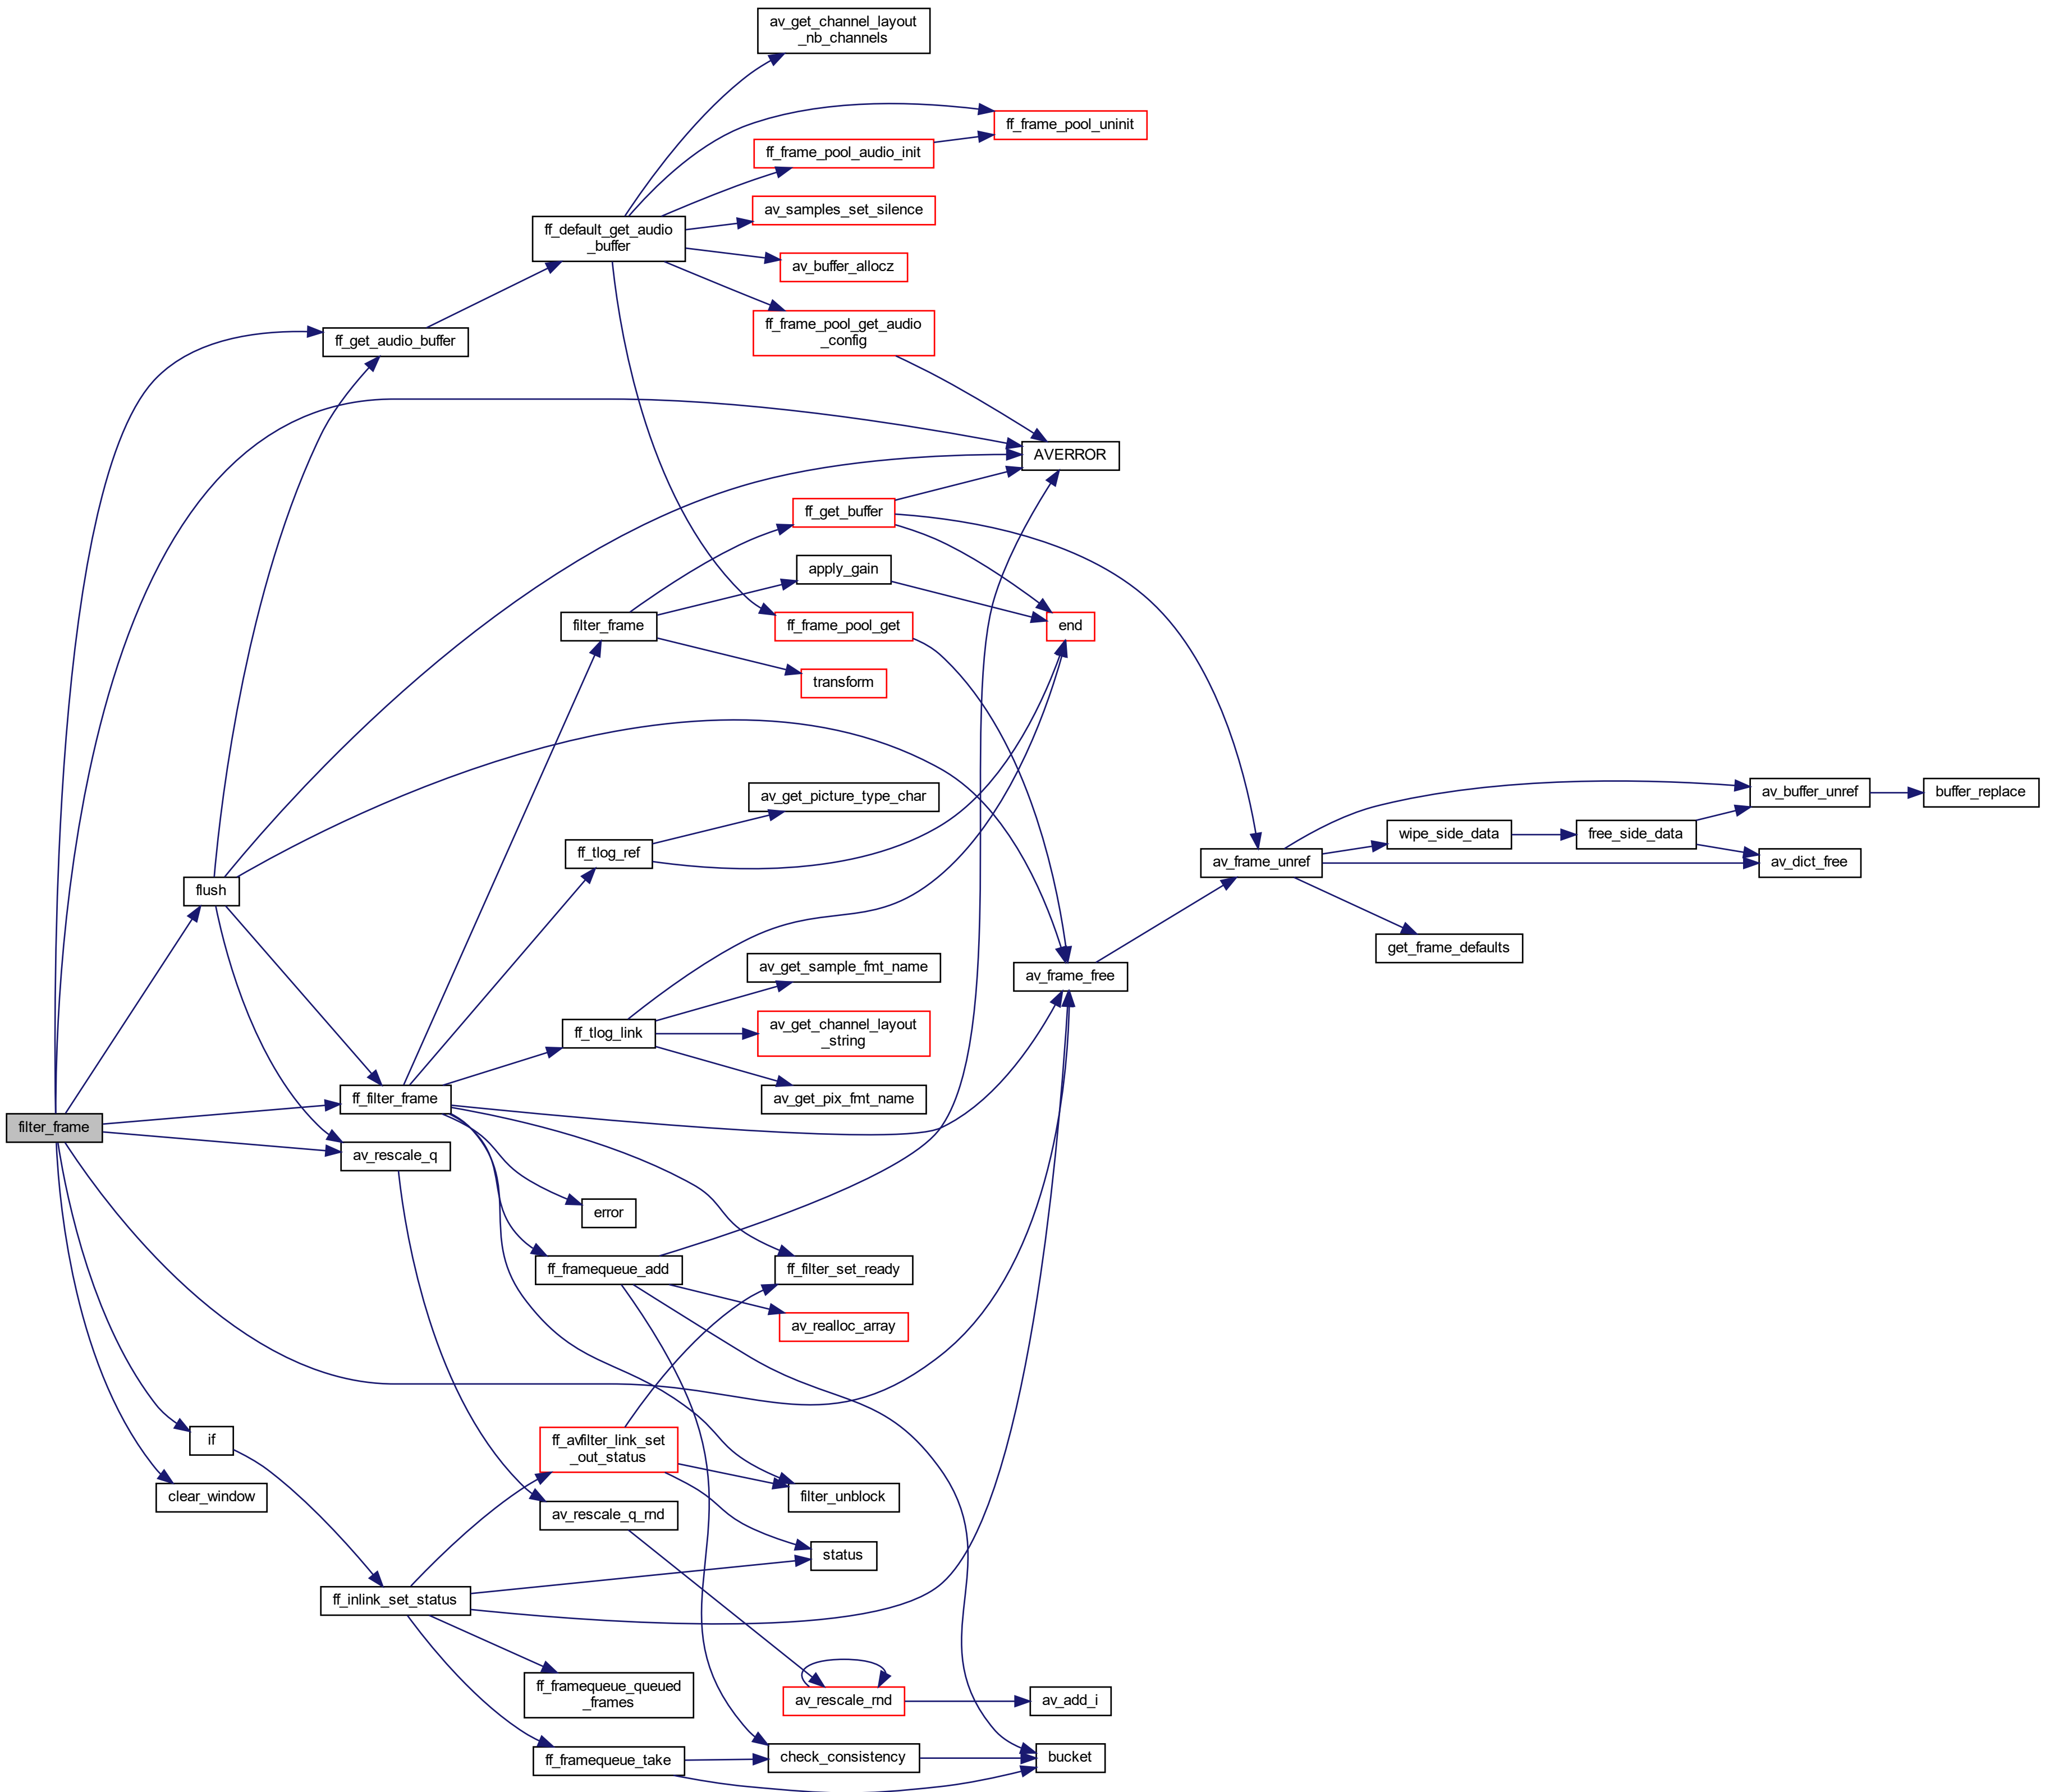 av_get_channel_layout
_nb_channels
ff_frame_pool_uninit
ff_frame_pool_audio_init
av_samples_set_silence
ff_default_get_audio
_buffer
av_buffer_allocz
ff_frame_pool_get_audio
_config
ff_get_audio_buffer
AVERROR
ff_get_buffer
apply_gain
filter_frame
ff_frame_pool_get
end
transform
av_get_picture_type_char
av_buffer_unref
buffer_replace
wipe_side_data
free_side_data
ff_tlog_ref
av_frame_unref
av_dict_free
flush
get_frame_defaults
av_get_sample_fmt_name
av_frame_free
ff_tlog_link
av_get_channel_layout
_string
ff_filter_frame
av_get_pix_fmt_name
filter_frame
av_rescale_q
error
ff_framequeue_add
ff_filter_set_ready
av_realloc_array
if
ff_avfilter_link_set
_out_status
clear_window
filter_unblock
av_rescale_q_rnd
status
ff_inlink_set_status
ff_framequeue_queued
_frames
av_rescale_rnd
av_add_i
ff_framequeue_take
check_consistency
bucket